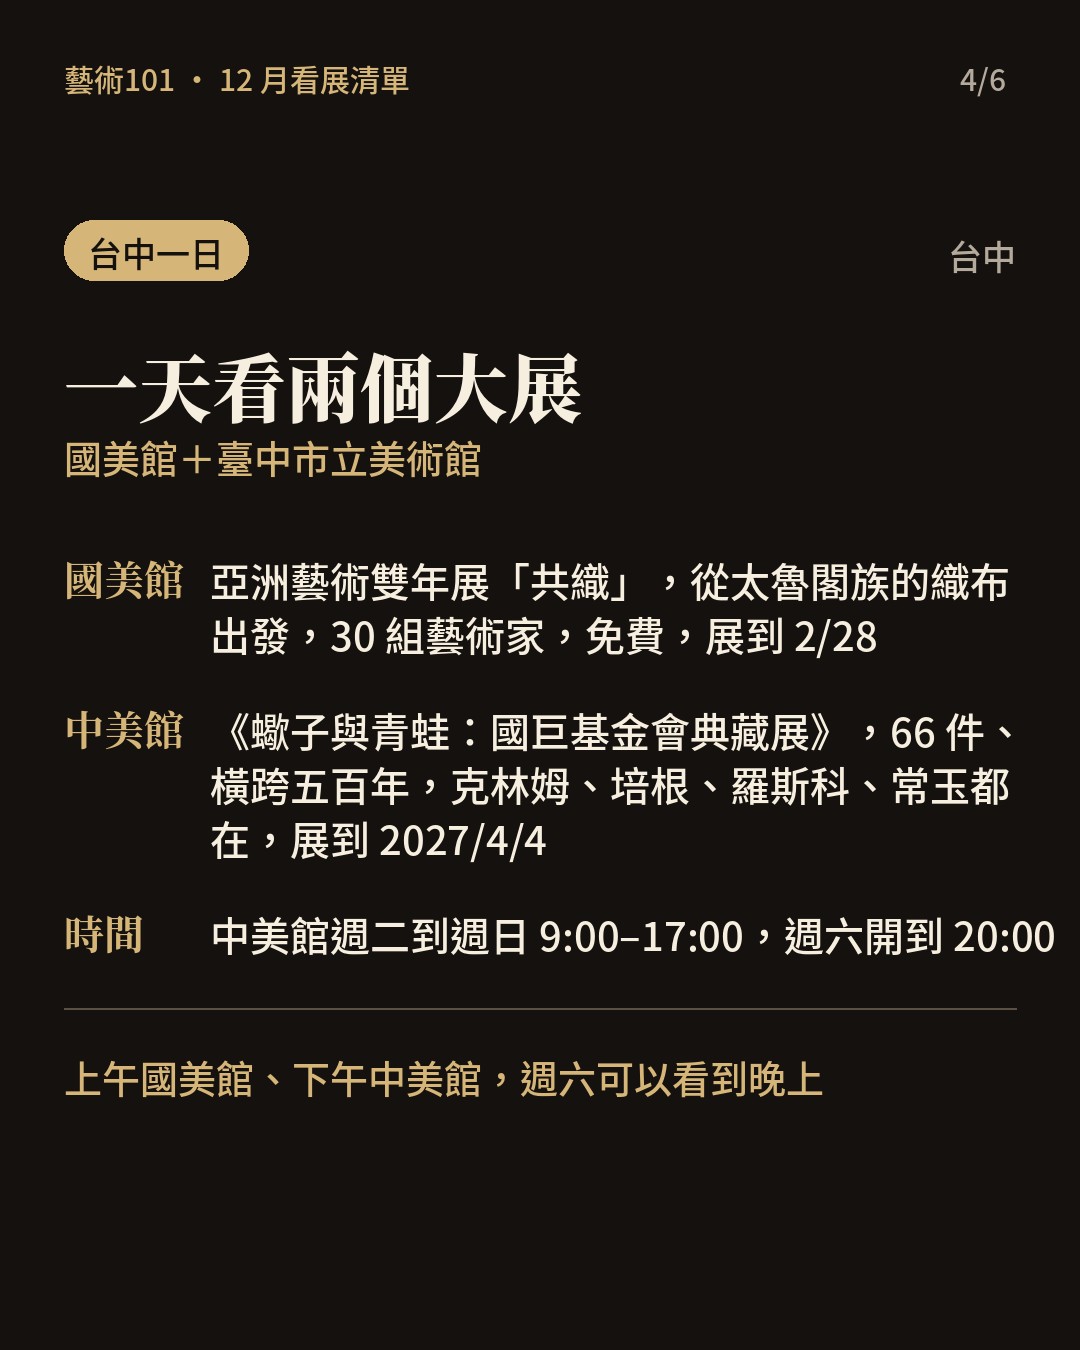 藝術101 · 12 月看展清單
4/6
台中一日
台中
一天看兩個大展
國美館＋臺中市立美術館
國美館 亞洲藝術雙年展「共織」，從太魯閣族的織布
出發，30 組藝術家，免費，展到 2/28
中美館 《蠍子與青蛙：國巨基金會典藏展》，66 件、
橫跨五百年，克林姆、培根、羅斯科、常玉都
在，展到 2027/4/4
時間 中美館週二到週日 9:00–17:00，週六開到 20:00
上午國美館、下午中美館，週六可以看到晚上